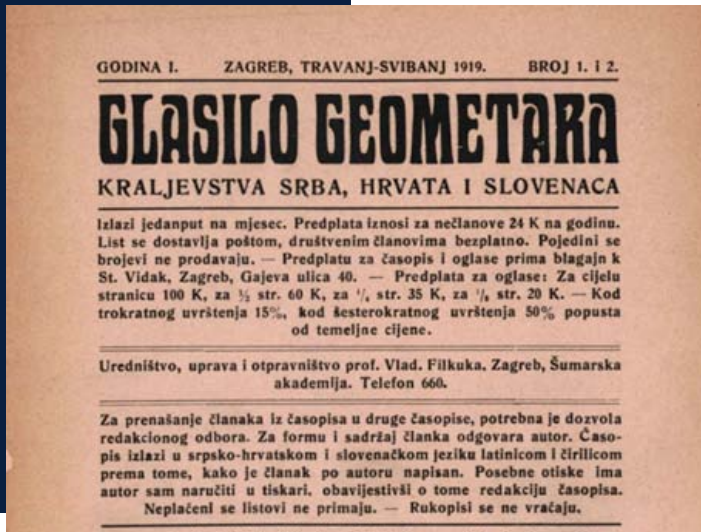 GODINA I. ZAGREB, TRAVANJ-SVIBANJ 1919. BROJ 1. i 2.
GLASILO GEOMETARA
KRALJEVSTVA SRBA, HRVATA I SLOVENACA
Izlazi jedanput na mjesec. Predplata iznosi za nečlanove 24 K na godinu.
List se dostavlja poštom, društvenim članovima bezplatno. Pojedini se
brojevi ne prodavaju. — Predplatu za časopis i oglase prima blagajn k
St. Vidak, Zagreb, Gajeva ulica 40. — Predplata za oglase: Za cijelu
stranicu 100 K, za ½ str. 60 K, za str. 35 K, za str. 20 K. — Kod
trokratnog uvrštenja 15%, kod šesterokratnog uvrštenja 50% popusta
od temeljne cijene.
Uredništvo, uprava i otpravništvo prof. Vlad. Filkuka, Zagreb, Šumarska
akademija. Telefon 660.
Za prenašanje članaka iz časopisa u druge časopise, potrebna je dozvola
redakcionog odbora. Za formu i sadržaj članka odgovara autor. Časo-
pis izlazi u srpsko-hrvatskom i slovenačkom jeziku latinicom i ćirilicom
prema tome, kako je članak po autoru napisan. Posebne otiske ima
autor sam naručiti u tiskari, obavijestivši o tome redakciju časopisa.
Neplaćeni se listovi ne primaju. — Rukopisi se ne vraćaju.